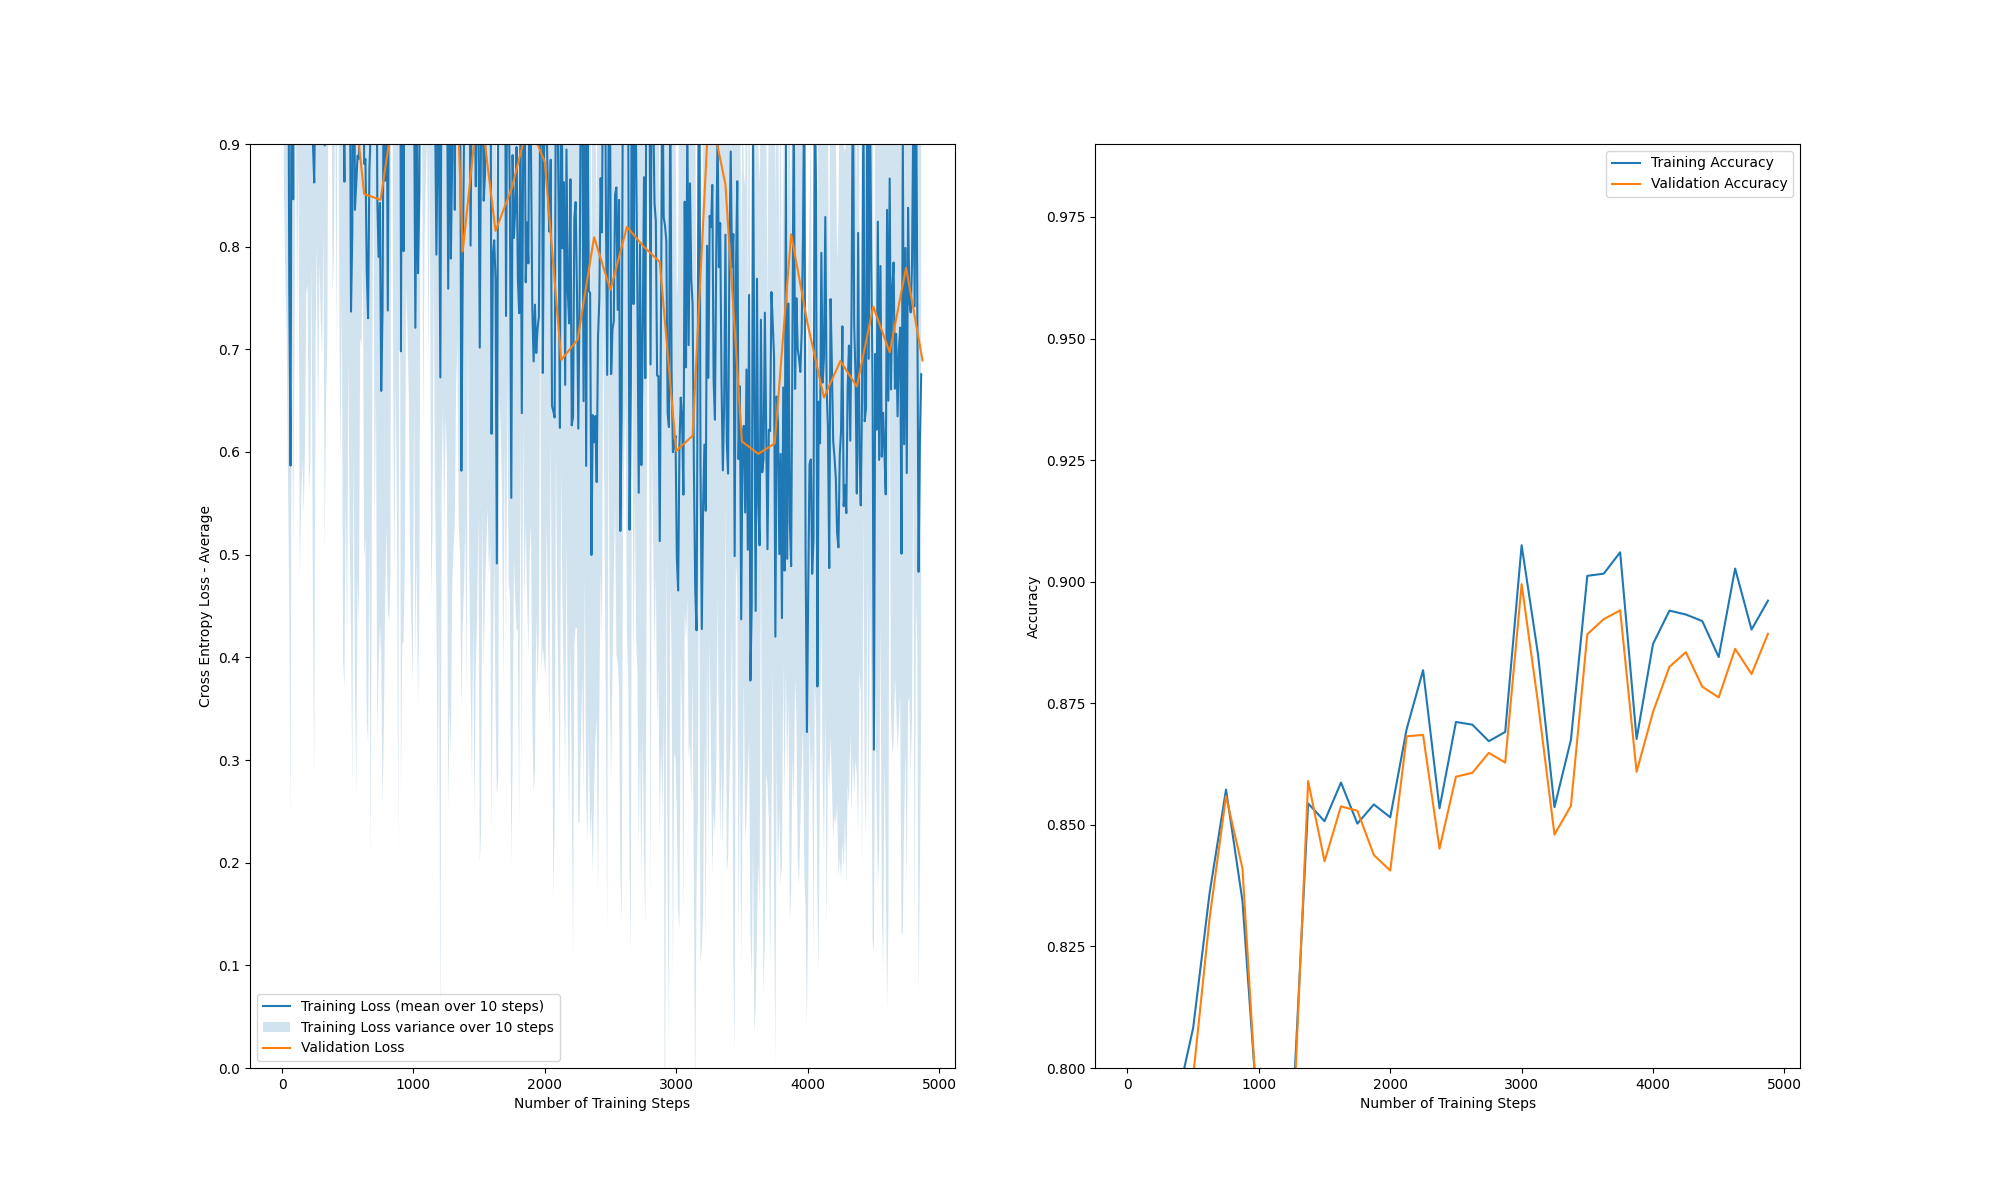 0.9
0.8
0.7
0.6
0.5
0.4
0.3
0.2
0.1
0.0
Cross Entropy Loss - Average
Training Loss (mean over 10 steps)
Training Loss variance over 10 steps
Validation Loss
0 1000 2000 3000 4000 5000
Number of Training Steps
Training Accuracy
Validation Accuracy
0.975
0.950
0.925
0.900
0.875
0.850
0.825
0.800
Accuracy
0 1000 2000 3000 4000 5000
Number of Training Steps